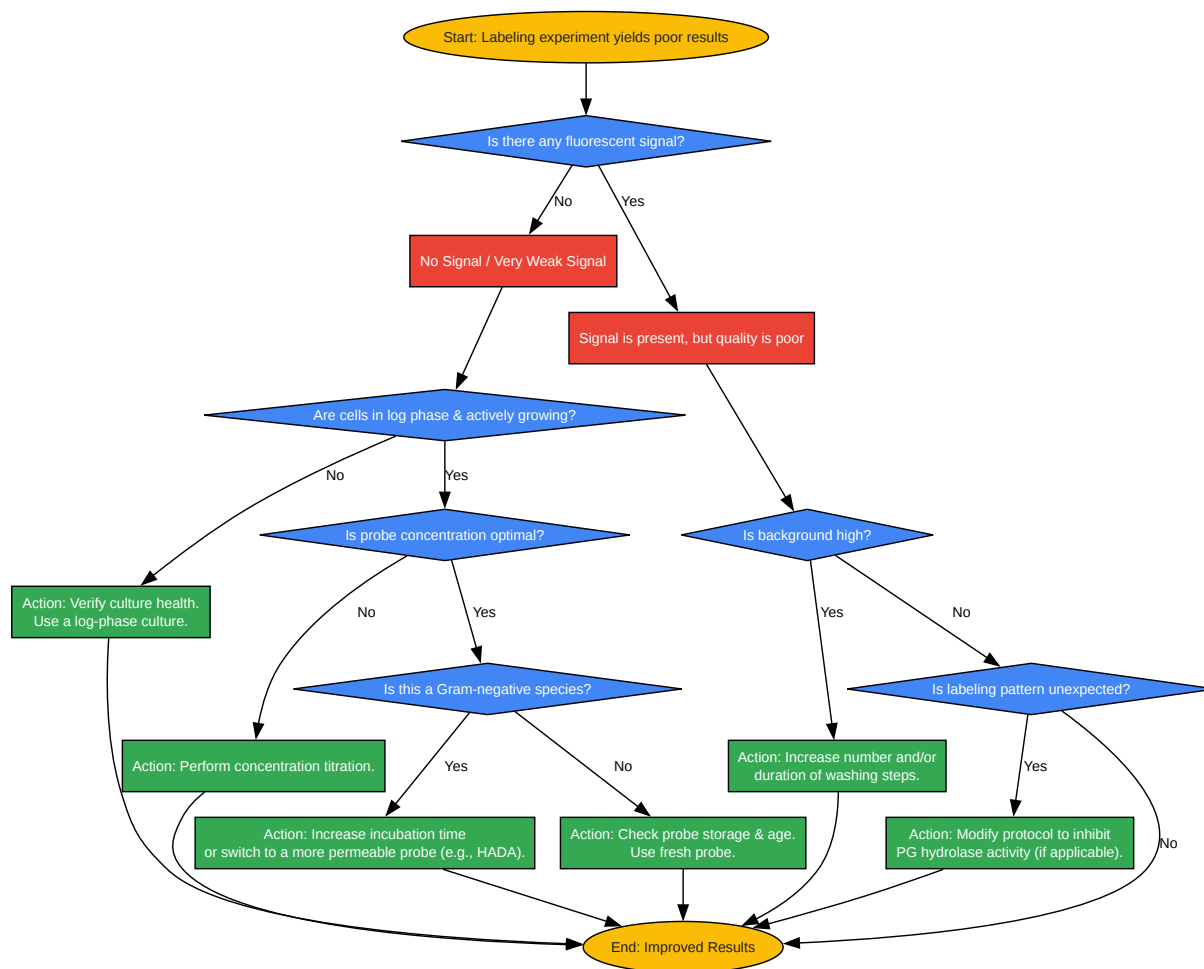 Start: Labeling experiment yields poor results
Is there any fluorescent signal?
No
Yes
No Signal / Very Weak Signal
Signal is present, but quality is poor
Are cells in log phase & actively growing?
No
Yes
Is probe concentration optimal?
Is background high?
Action: Verify culture health.
Use a log-phase culture.
No
Yes
Yes
No
Is this a Gram-negative species?
Is labeling pattern unexpected?
Action: Perform concentration titration.
Yes
No
Action: Increase number and/or
duration of washing steps.
Yes
Action: Increase incubation time
or switch to a more permeable probe (e.g., HADA).
Action: Check probe storage & age.
Use fresh probe.
Action: Modify protocol to inhibit
PG hydrolase activity (if applicable).
No
End: Improved Results